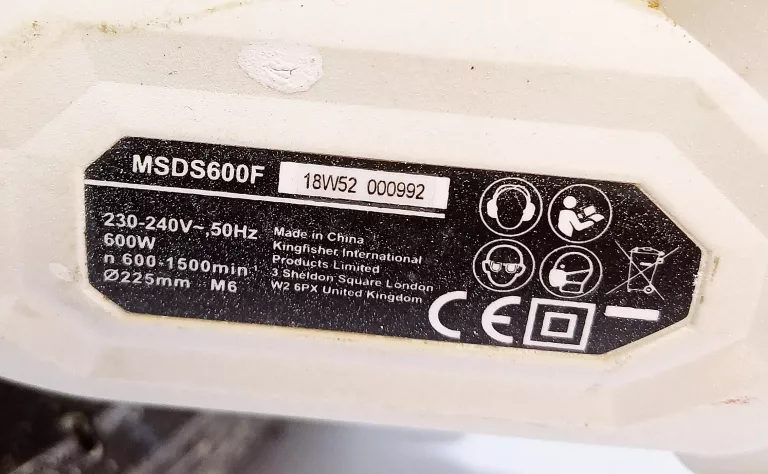 MSDS600F
18W52 000992
230-240V~,50Hz
600W
n 600-1500min⁻¹
Ø225mm M6
Made in China
Kingfisher International
Products Limited
3 Sheldon Square London
W2 6PX United Kingdom
CE